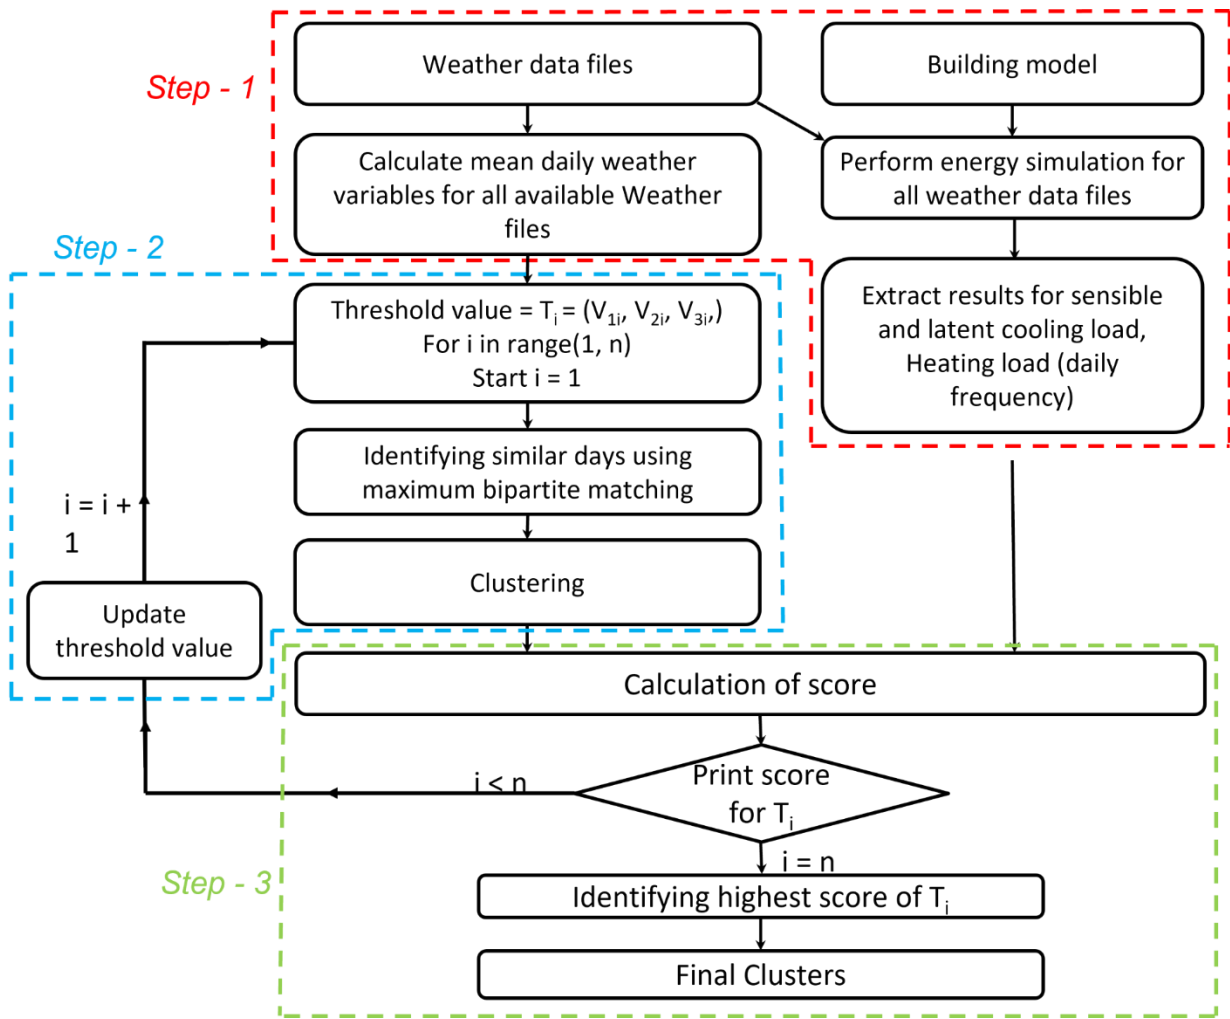 Step - 1
Weather data files
Building model
Calculate mean daily weather
variables for all available Weather
files
Perform energy simulation for
all weather data files
Extract results for sensible
and latent cooling load,
Heating load (daily
frequency)
Step - 2
Threshold value = Tᵢ = (V₁ᵢ, V₂ᵢ, V₃ᵢ,)
For i in range(1, n)
Start i = 1
Identifying similar days using
maximum bipartite matching
Clustering
i = i +
1
Update
threshold value
Step - 3
Calculation of score
Print score
for Tᵢ
i < n
i = n
Identifying highest score of Tᵢ
Final Clusters